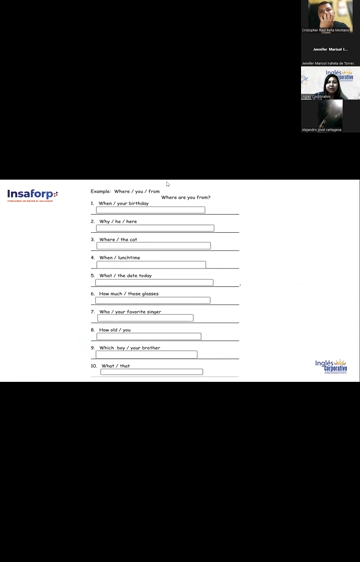 Jennifer Marisol I...
Insaforp
Example: Where / you / from
Where are you from?
1. When / your birthday
2. Why / he / here
3. Where / the cat
4. When / lunchtime
5. What / the date today
6. How much / these glasses
7. Who / your favorite singer
8. How old / you
9. Which boy / your brother
10. What / that
Inglés
Corporativo